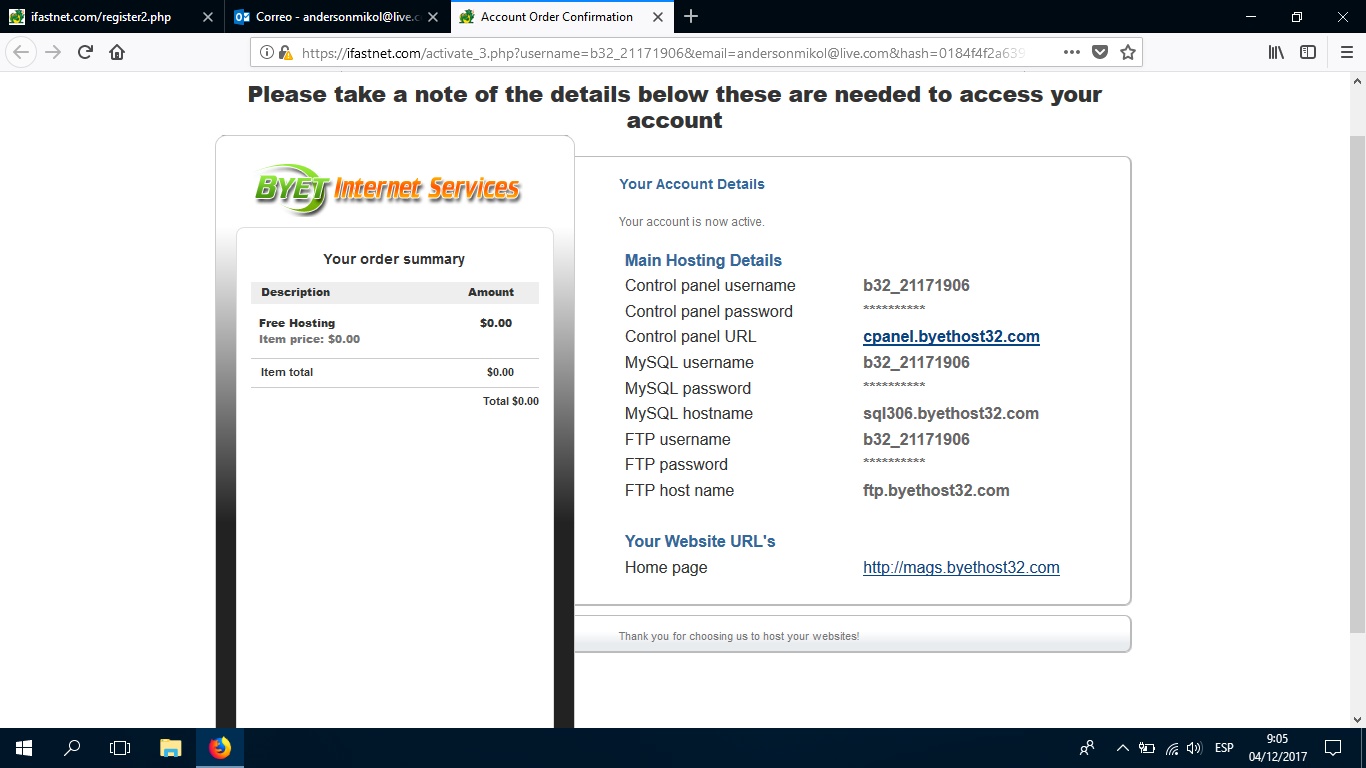 ifastnet.com/register2.php
Correo - andersonmikol@live.c
Account Order Confirmation
https://ifastnet.com/activate_3.php?username=b32_21171906&email=andersonmikol@live.com&hash=0184f4f2a639
Please take a note of the details below these are needed to access your
account
BYET Internet Services
Your order summary
Description Amount
Free Hosting $0.00
Item price: $0.00
Item total $0.00
Total $0.00
Your Account Details
Your account is now active.
Main Hosting Details
Control panel username b32_21171906
Control panel password **********
Control panel URL cpanel.byethost32.com
MySQL username b32_21171906
MySQL password **********
MySQL hostname sql306.byethost32.com
FTP username b32_21171906
FTP password **********
FTP host name ftp.byethost32.com
Your Website URL's
Home page http://mags.byethost32.com
Thank you for choosing us to host your websites!
ESP
9:05
04/12/2017